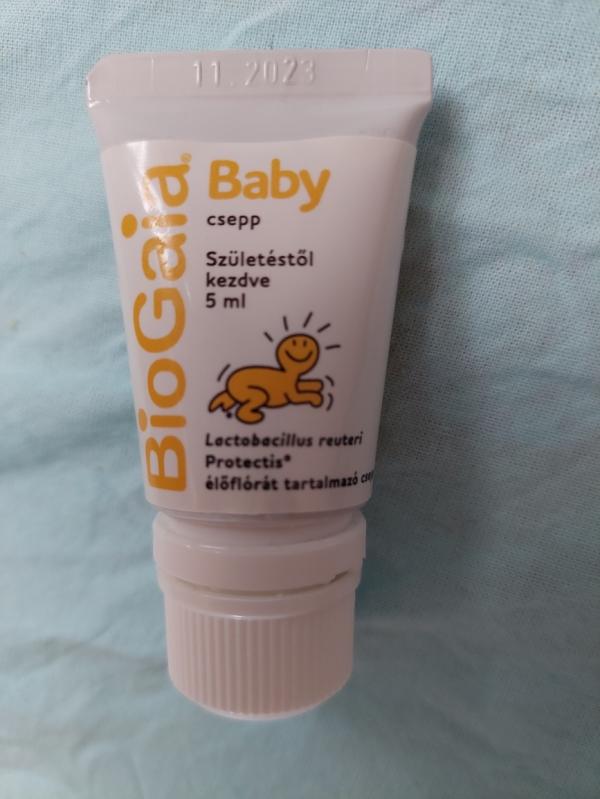 11.2023
BioGaia®
Baby
csepp
Születéstől
kezdve
5 ml
Lactobacillus reuteri
Protectis*
élőflórát tartalmazó